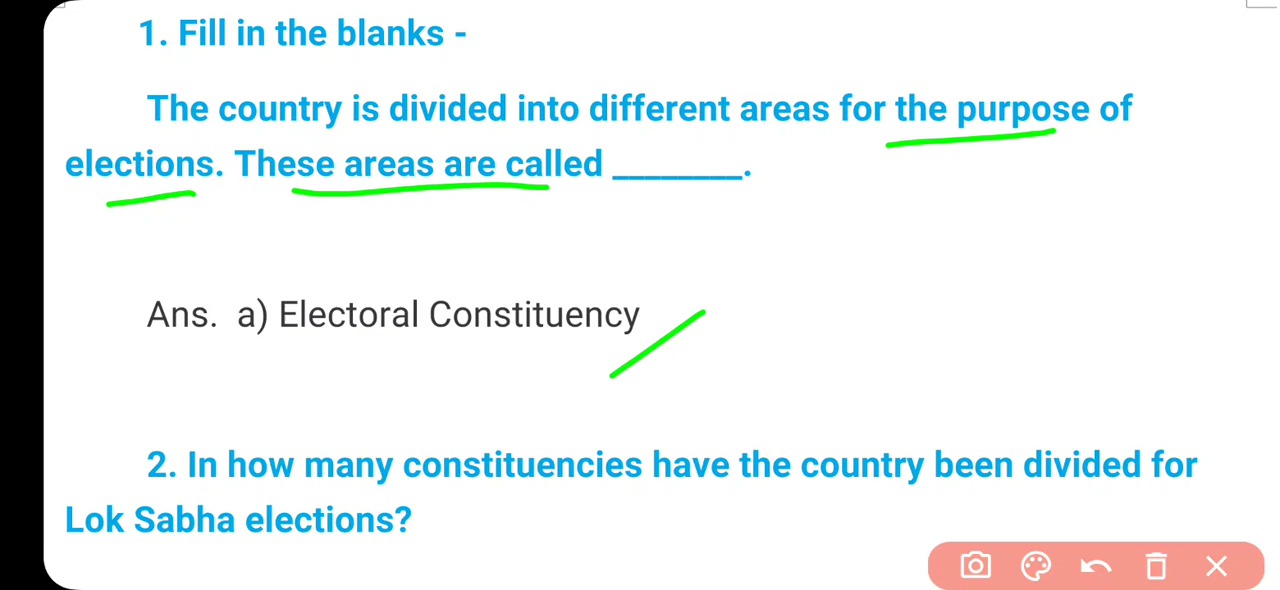 1. Fill in the blanks -
The country is divided into different areas for the purpose of
elections. These areas are called ________.
Ans. a) Electoral Constituency
2. In how many constituencies have the country been divided for
Lok Sabha elections?